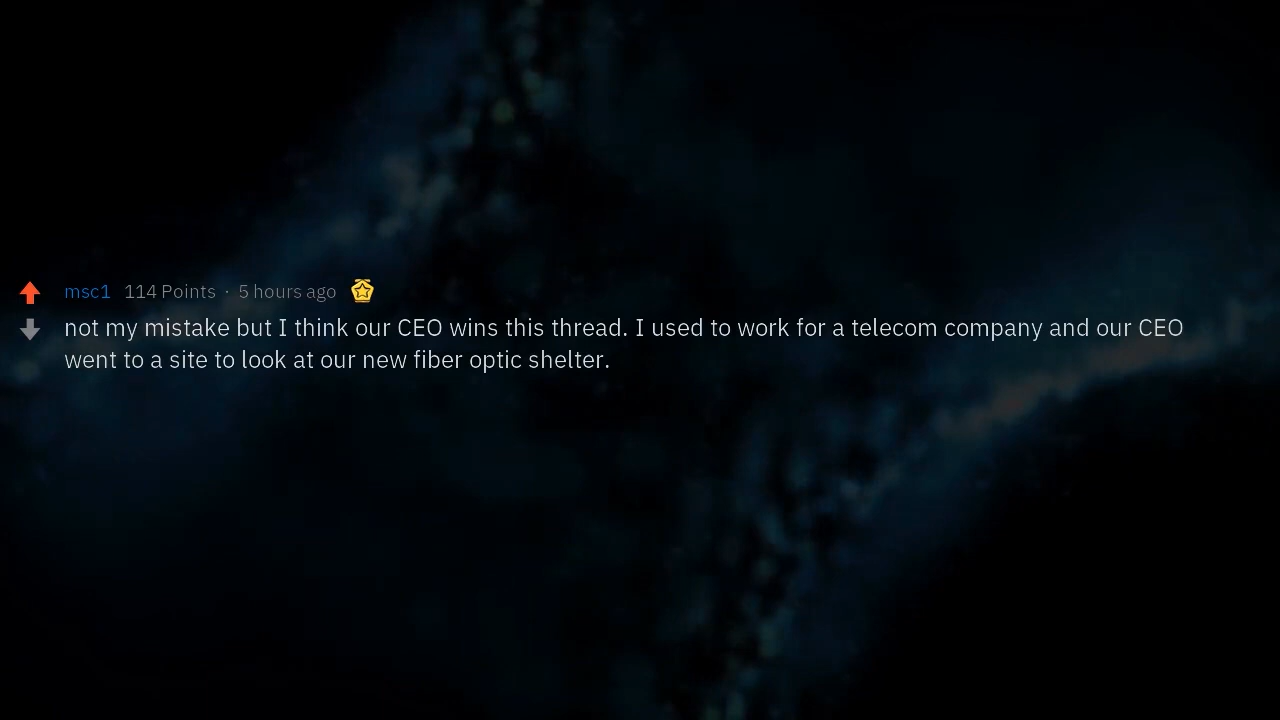 msc1 114 Points · 5 hours ago
not my mistake but I think our CEO wins this thread. I used to work for a telecom company and our CEO
went to a site to look at our new fiber optic shelter.